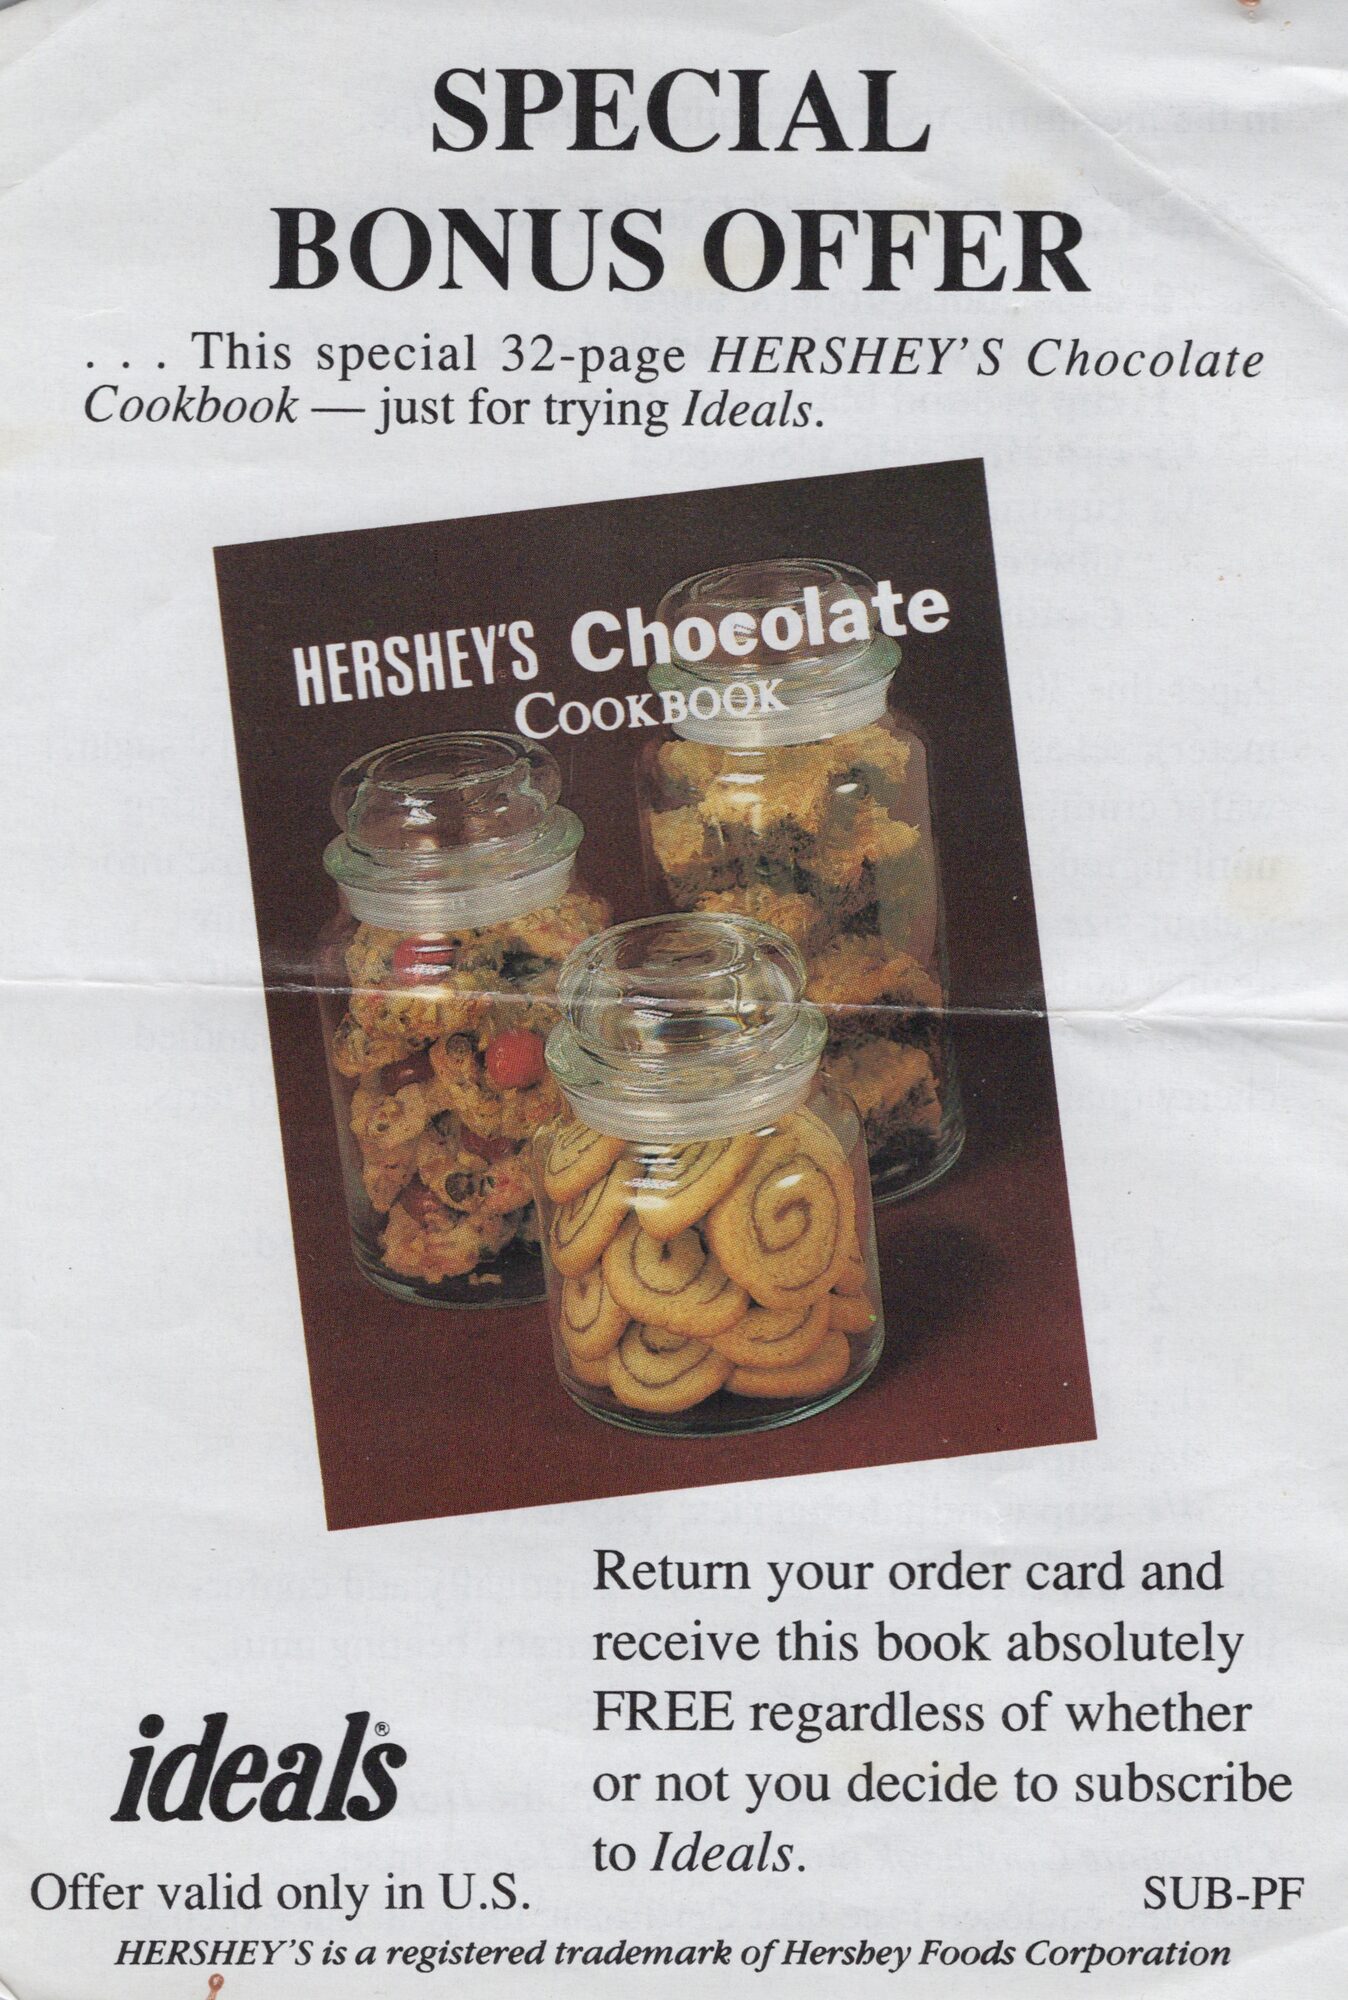 SPECIAL
BONUS OFFER
. . . This special 32-page HERSHEY'S Chocolate
Cookbook — just for trying Ideals.
HERSHEY'S Chocolate
COOKBOOK
Return your order card and
receive this book absolutely
FREE regardless of whether
or not you decide to subscribe
to Ideals.
ideals®
Offer valid only in U.S.
SUB-PF
HERSHEY'S is a registered trademark of Hershey Foods Corporation